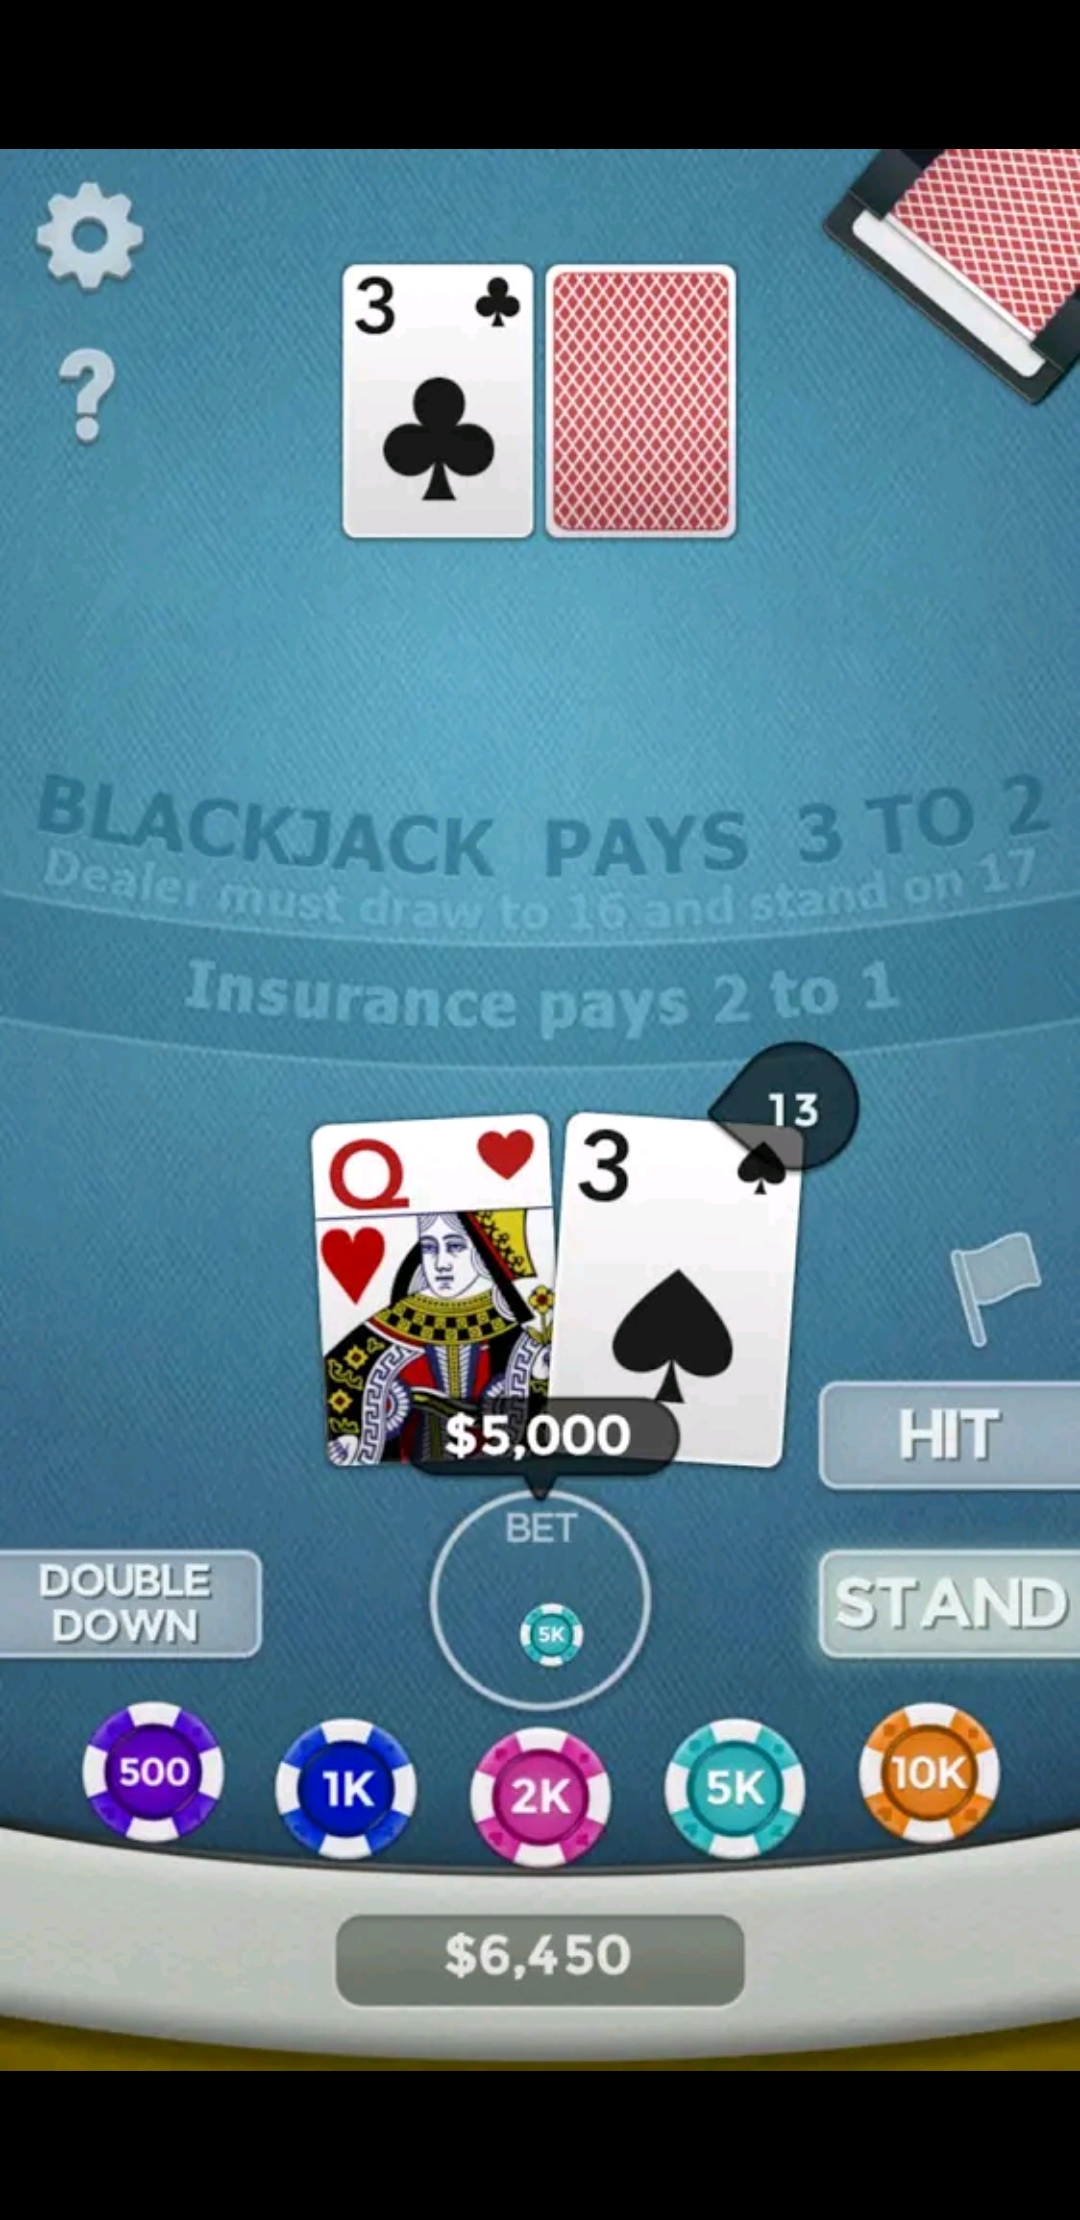 3
?
BLACKJACK PAYS 3 TO 2
Dealer must draw to 16 and stand on 17
Insurance pays 2 to 1
13
Q
3
$5,000
HIT
BET
DOUBLE
DOWN
5K
STAND
500
1K
2K
5K
10K
$6,450